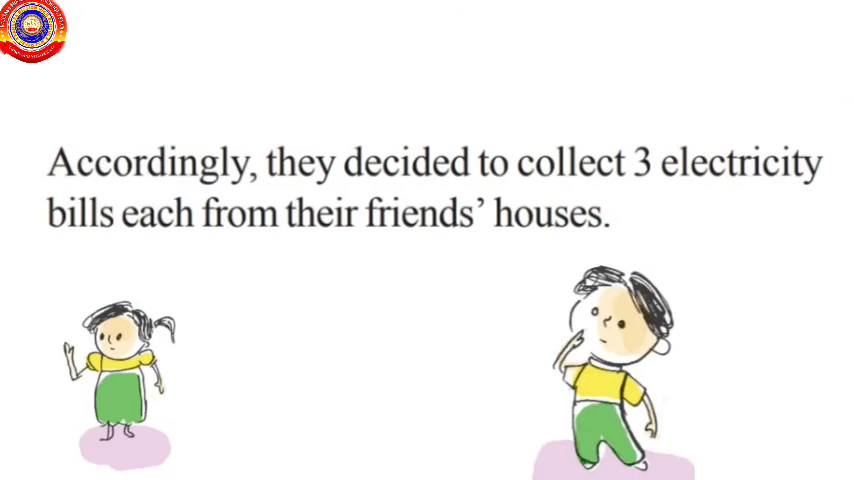 Accordingly, they decided to collect 3 electricity
bills each from their friends’ houses.